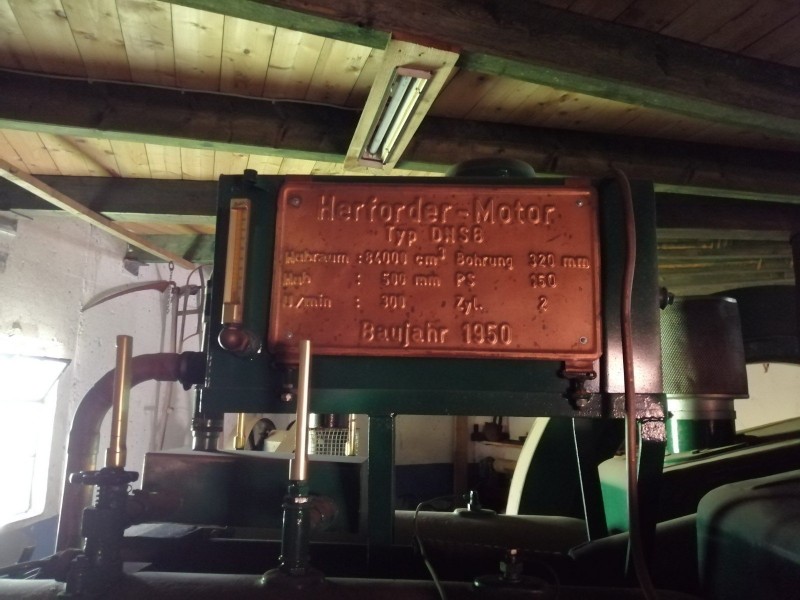 Herforder-Motor
Typ DHS8
Hubraum : 84000 cm³ Bohrung 320 mm
Hub : 500 mm PS 150
U/min : 300 Zyl. 2
Baujahr 1950